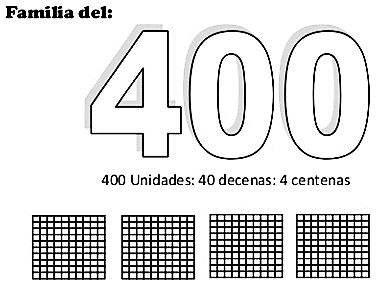 Familia del:
400
400 Unidades: 40 decenas: 4 centenas